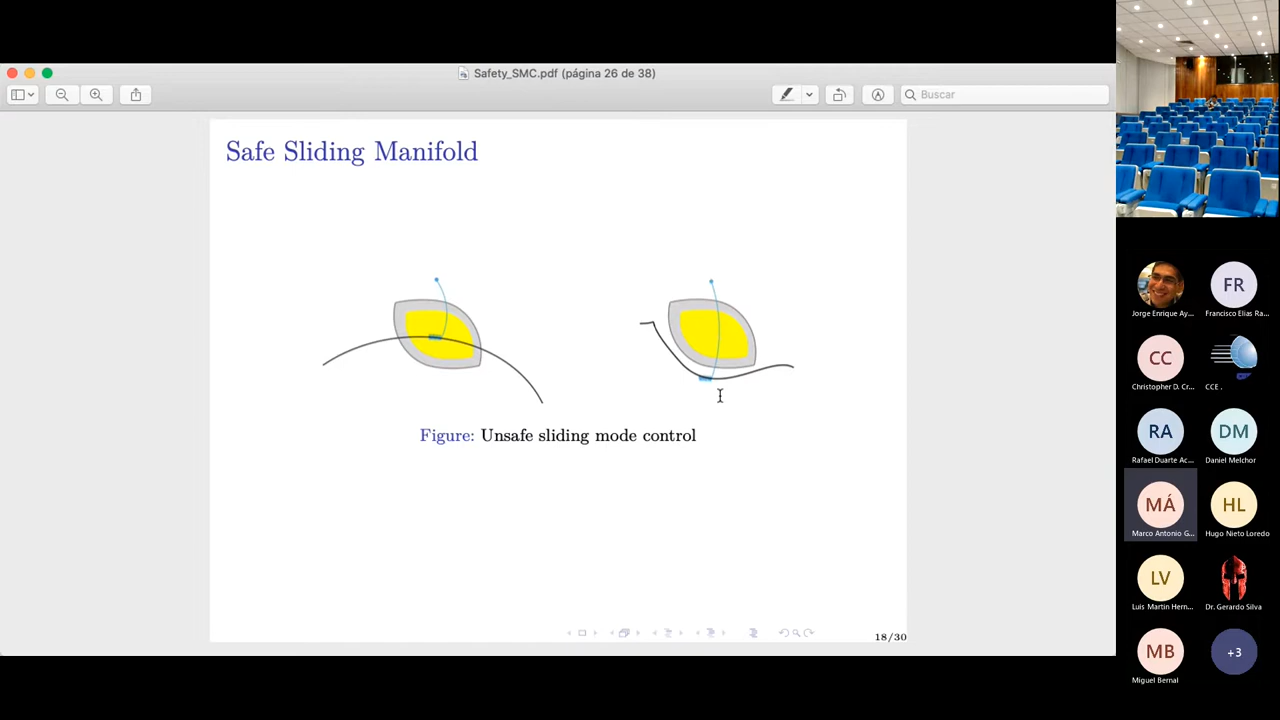 Safety_SMC.pdf (página 26 de 38)
Buscar
Safe Sliding Manifold
Figure: Unsafe sliding mode control
18/30
FR
Jorge Enrique Ay...
Francisco Elias Ra...
CC
Christopher D. Cr...
CCE .
RA
DM
Rafael Duarte Ac...
Daniel Melchor
MÁ
HL
Marco Antonio G...
Hugo Nieto Loredo
LV
Luis Martin Hern...
Dr. Gerardo Silva
MB
+3
Miguel Bernal